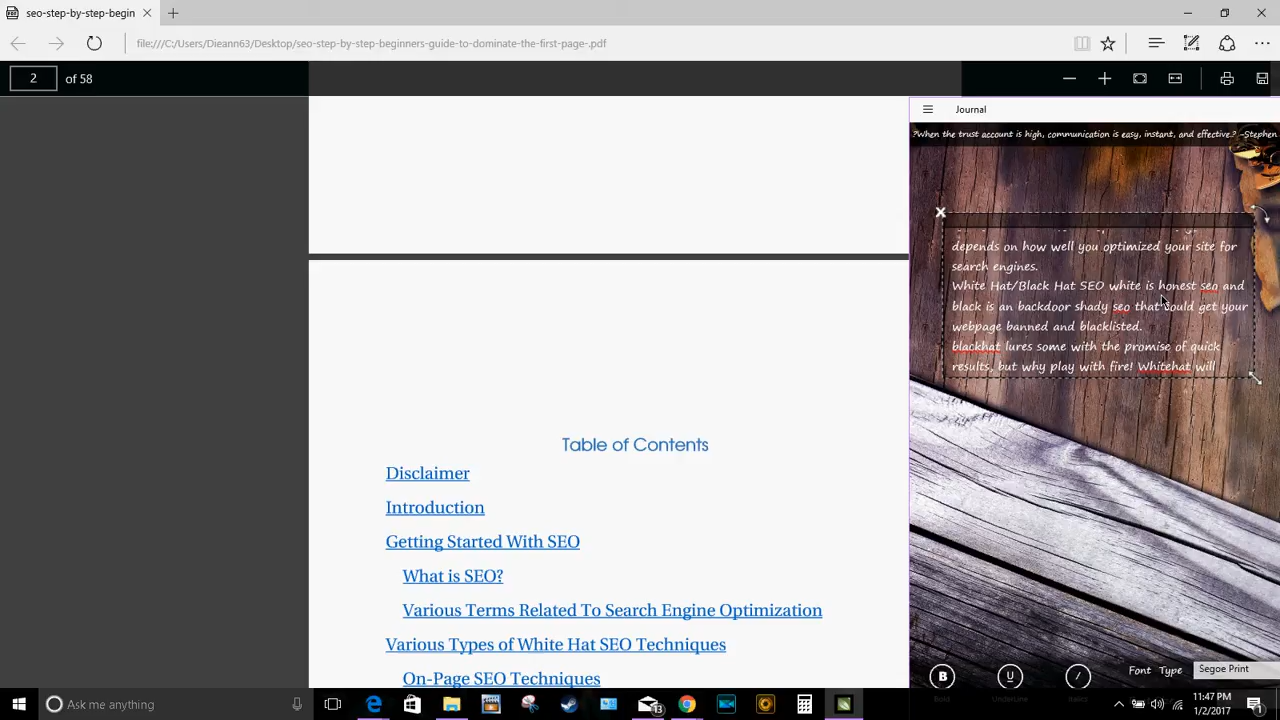 seo-step-by-step-begin
file:///C:/Users/Dieann63/Desktop/seo-step-by-step-beginners-guide-to-dominate-the-first-page-.pdf
2 of 58
Table of Contents
Disclaimer
Introduction
Getting Started With SEO
What is SEO?
Various Terms Related To Search Engine Optimization
Various Types of White Hat SEO Techniques
On-Page SEO Techniques
Journal
?When the trust account is high, communication is easy, instant, and effective.? ~Stephen
depends on how well you optimized your site for
search engines.
White Hat/Black Hat SEO white is honest seo and
black is an backdoor shady seo that could get your
webpage banned and blacklisted.
blackhat lures some with the promise of quick
results, but why play with fire! Whitehat will
B U I Font Type Segoe Print
Bold UnderLine Italics
Ask me anything
13
11:47 PM
1/2/2017
1